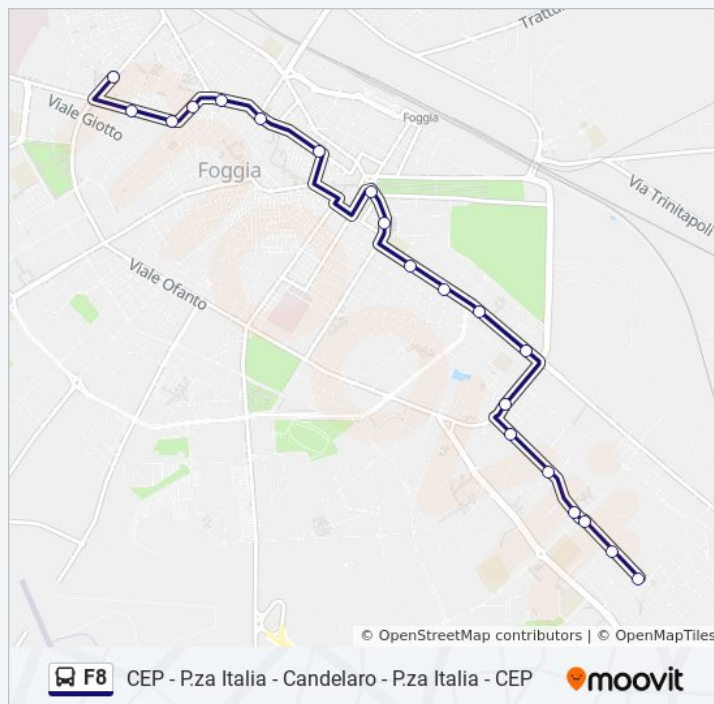 Trattur
Viale Giotto
Foggia
Foggia
Via Trinitapoli
Viale Ofanto
© OpenStreetMap contributors | © OpenMapTiles
F8 CEP - P.za Italia - Candelaro - P.za Italia - CEP moovit